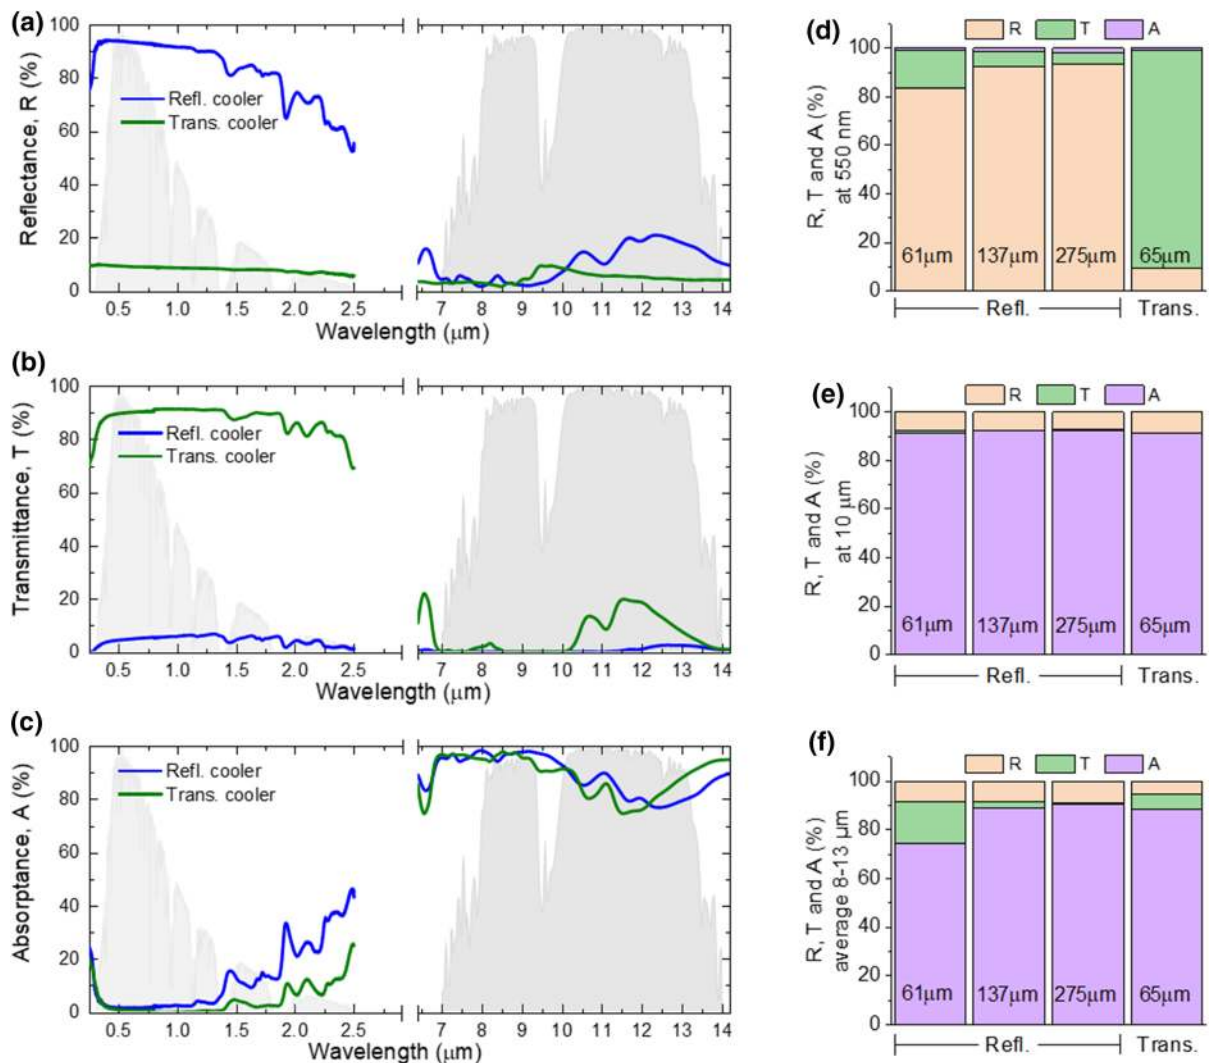 (a)
Reflectance, R (%)
100
80
60
40
20
0
Refl. cooler
Trans. cooler
0.5 1.0 1.5 2.0 2.5 7 8 9 10 11 12 13 14
Wavelength (μm)
(b)
Transmittance, T (%)
100
80
60
40
20
0
Refl. cooler
Trans. cooler
0.5 1.0 1.5 2.0 2.5 7 8 9 10 11 12 13 14
Wavelength (μm)
(c)
Absorptance, A (%)
100
80
60
40
20
0
Refl. cooler
Trans. cooler
0.5 1.0 1.5 2.0 2.5 7 8 9 10 11 12 13 14
Wavelength (μm)
(d)
R T A
R, T and A (%)
at 550 nm
100
80
60
40
20
0
61μm 137μm 275μm 65μm
Refl. Trans.
(e)
R T A
R, T and A (%)
at 10 μm
100
80
60
40
20
0
61μm 137μm 275μm 65μm
Refl. Trans.
(f)
R T A
R, T and A (%)
average 8-13 μm
100
80
60
40
20
0
61μm 137μm 275μm 65μm
Refl. Trans.